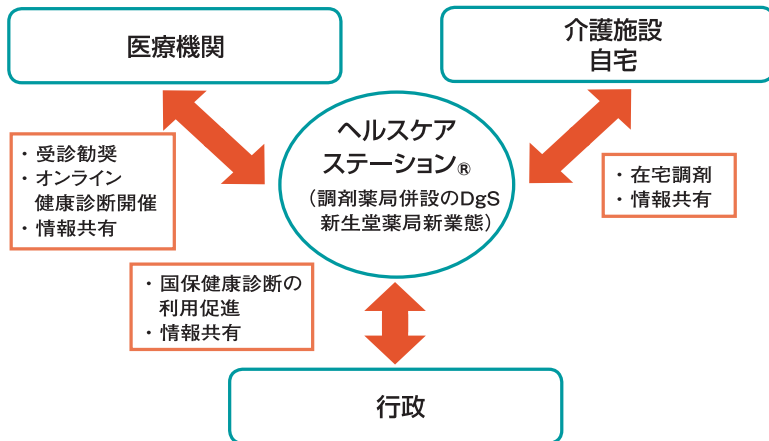 医療機関
介護施設
自宅
ヘルスケア
ステーション®
(調剤薬局併設のDgS
新生堂薬局新業態)
・受診勧奨
・オンライン
健康診断開催
・情報共有
・在宅調剤
・情報共有
・国保健康診断の
利用促進
・情報共有
行政